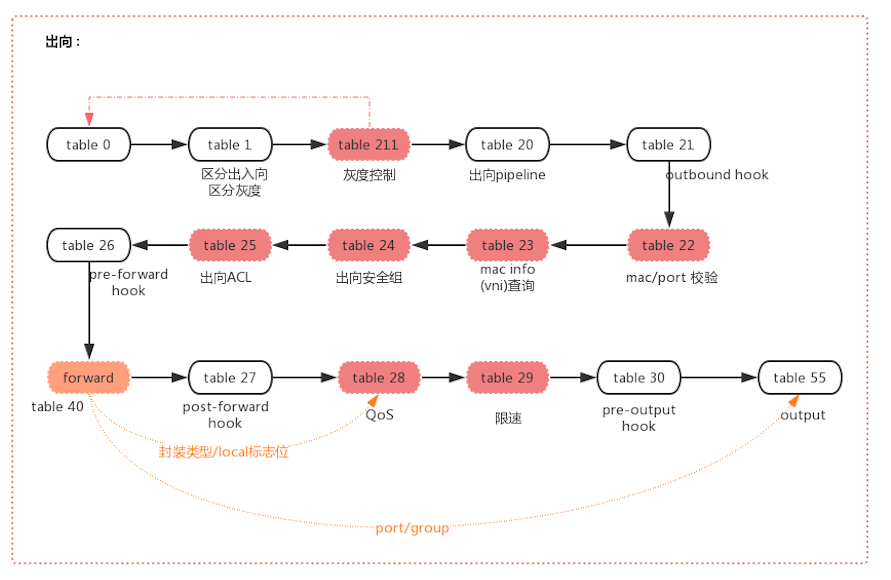 出向：
table 0
table 1
table 211
table 20
table 21
区分出入向
区分灰度
灰度控制
出向pipeline
outbound hook
table 26
table 25
table 24
table 23
table 22
pre-forward
hook
出向ACL
出向安全组
mac info
(vni)查询
mac/port 校验
forward
table 27
table 28
table 29
table 30
table 55
table 40
post-forward
hook
QoS
限速
pre-output
hook
output
封装类型/local标志位
port/group